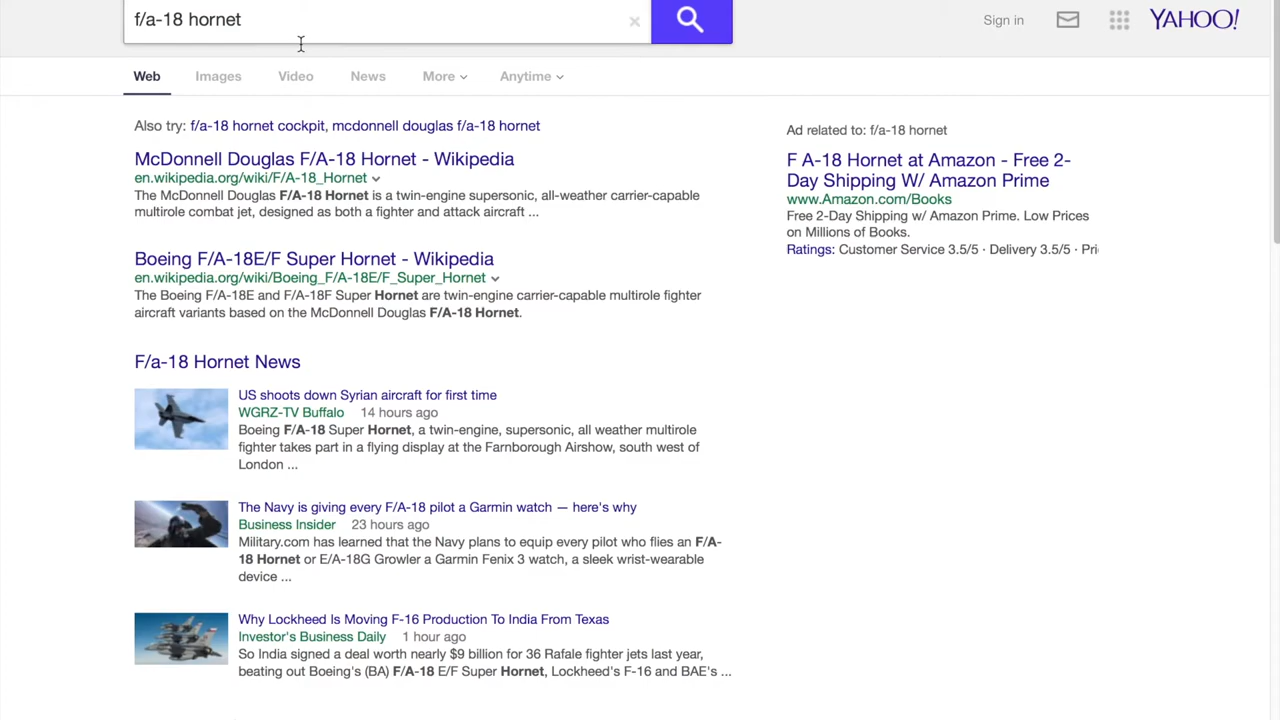 f/a-18 hornet
Sign in
YAHOO!
Web Images Video News More Anytime
Also try: f/a-18 hornet cockpit, mcdonnell douglas f/a-18 hornet
McDonnell Douglas F/A-18 Hornet - Wikipedia
en.wikipedia.org/wiki/F/A-18_Hornet
The McDonnell Douglas F/A-18 Hornet is a twin-engine supersonic, all-weather carrier-capable
multirole combat jet, designed as both a fighter and attack aircraft ...
Boeing F/A-18E/F Super Hornet - Wikipedia
en.wikipedia.org/wiki/Boeing_F/A-18E/F_Super_Hornet
The Boeing F/A-18E and F/A-18F Super Hornet are twin-engine carrier-capable multirole fighter
aircraft variants based on the McDonnell Douglas F/A-18 Hornet.
F/a-18 Hornet News
US shoots down Syrian aircraft for first time
WGRZ-TV Buffalo 14 hours ago
Boeing F/A-18 Super Hornet, a twin-engine, supersonic, all weather multirole
fighter takes part in a flying display at the Farnborough Airshow, south west of
London ...
The Navy is giving every F/A-18 pilot a Garmin watch — here's why
Business Insider 23 hours ago
Military.com has learned that the Navy plans to equip every pilot who flies an F/A-
18 Hornet or E/A-18G Growler a Garmin Fenix 3 watch, a sleek wrist-wearable
device ...
Why Lockheed Is Moving F-16 Production To India From Texas
Investor's Business Daily 1 hour ago
So India signed a deal worth nearly $9 billion for 36 Rafale fighter jets last year,
beating out Boeing's (BA) F/A-18 E/F Super Hornet, Lockheed's F-16 and BAE's ...
Ad related to: f/a-18 hornet
F A-18 Hornet at Amazon - Free 2-
Day Shipping W/ Amazon Prime
www.Amazon.com/Books
Free 2-Day Shipping w/ Amazon Prime. Low Prices
on Millions of Books.
Ratings: Customer Service 3.5/5 · Delivery 3.5/5 · Pri